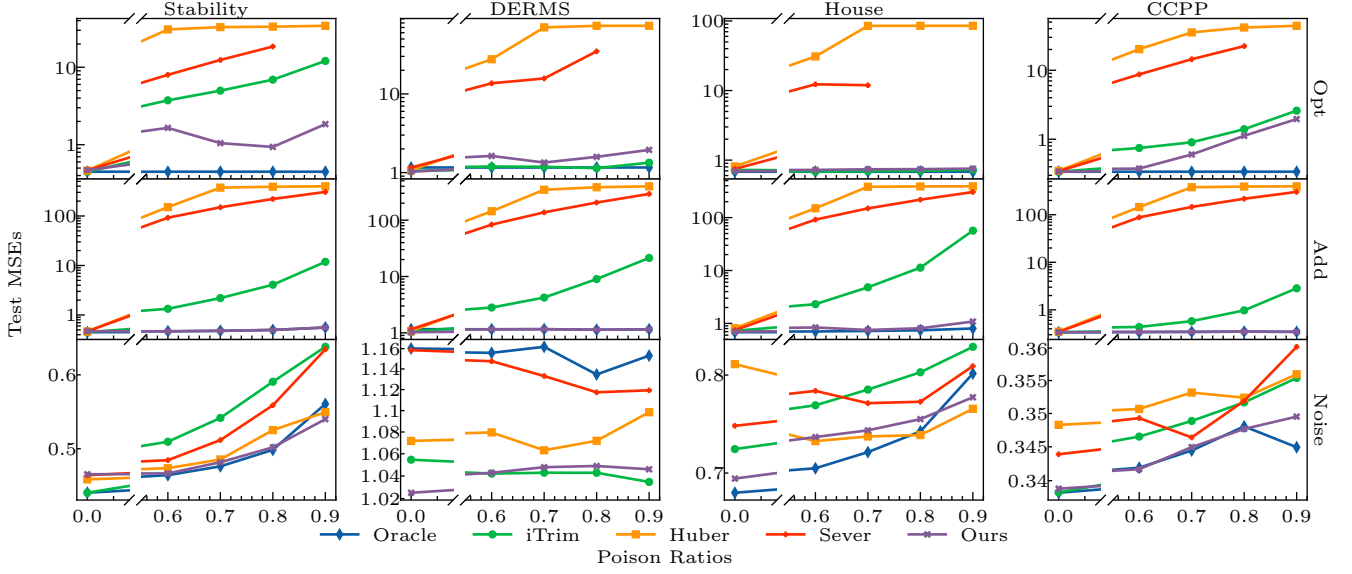 Stability DERMS House CCPP
10 10 100 10
1 1 10 1
1
Opt
100 100 100 100
10 10 10 10
1 1 1 1
Add
Test MSEs
0.6 1.16 0.8 0.36
1.14 0.355
1.12 0.35
0.5 1.1 0.7 0.345
1.08 0.34
1.06
1.04
1.02
Noise
0.0 0.6 0.7 0.8 0.9 0.0 0.6 0.7 0.8 0.9 0.0 0.6 0.7 0.8 0.9 0.0 0.6 0.7 0.8 0.9
Oracle iTrim Huber Sever Ours
Poison Ratios